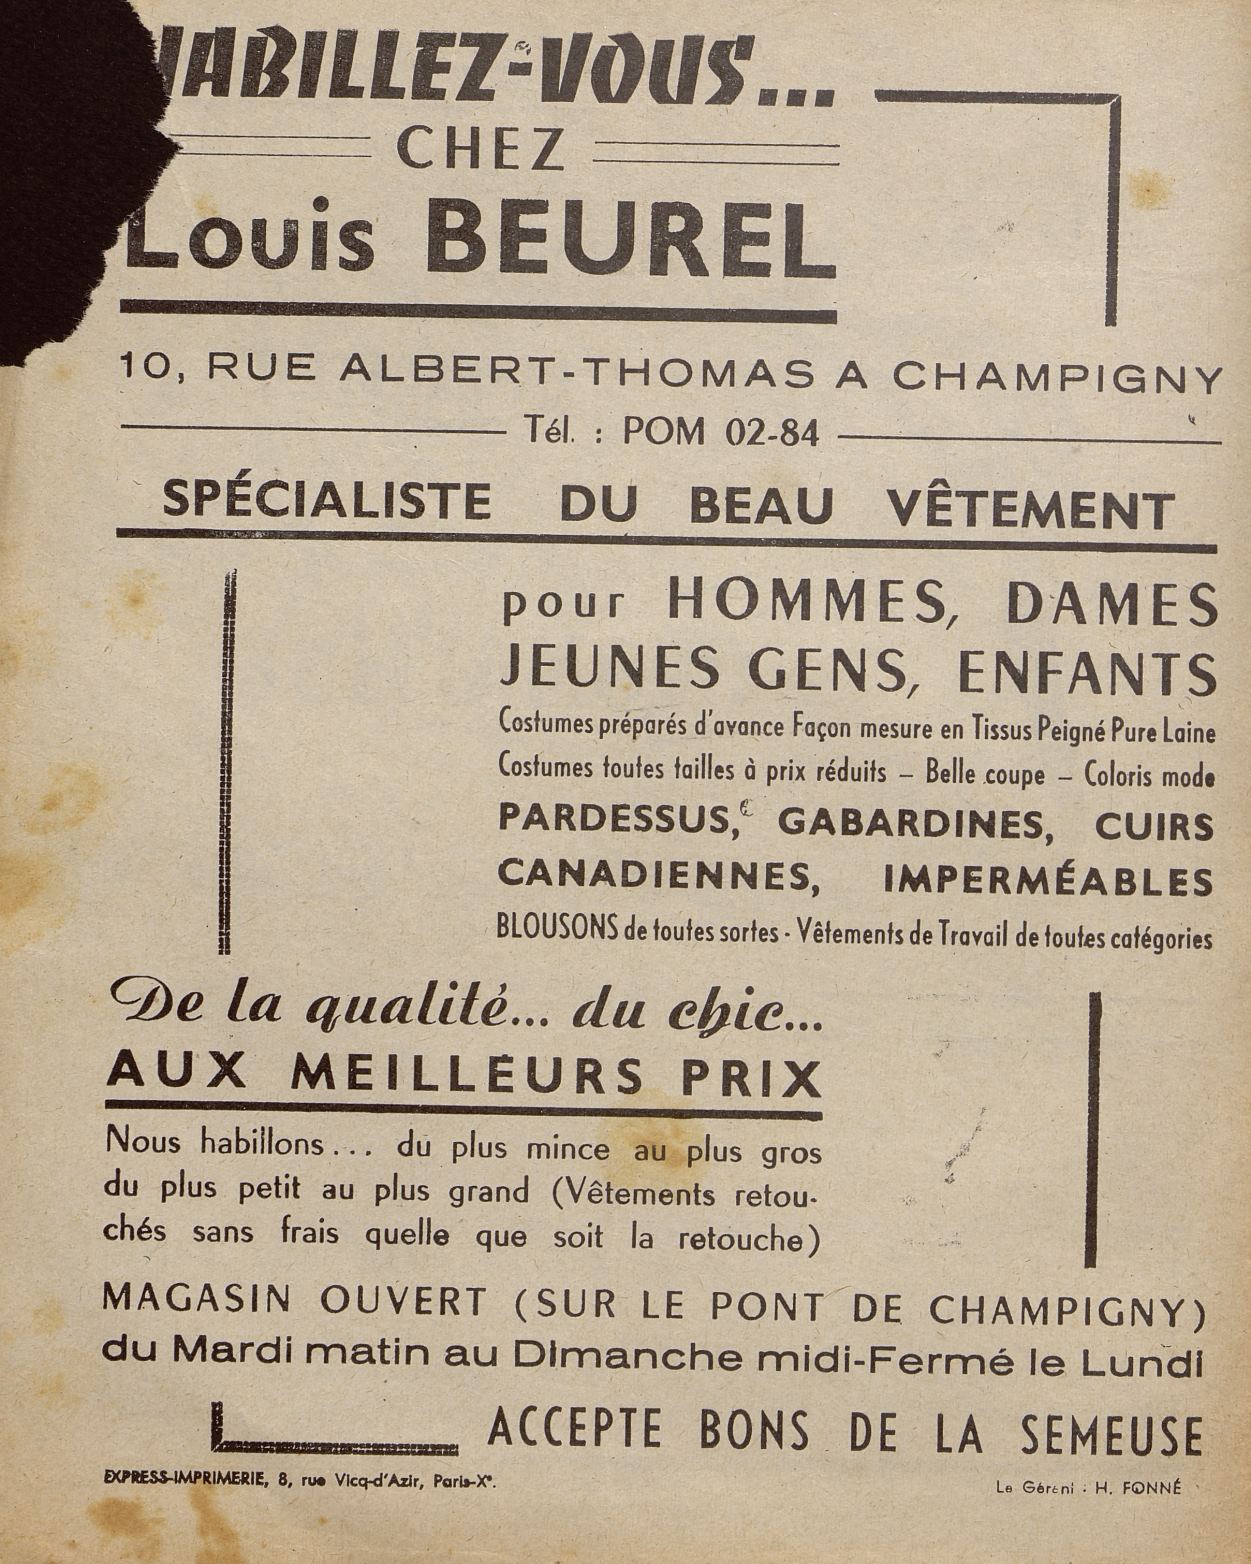 HABILLEZ-VOUS...
CHEZ
Louis BEUREL
10, RUE ALBERT-THOMAS A CHAMPIGNY
Tél. : POM 02-84
SPÉCIALISTE DU BEAU VÊTEMENT
pour HOMMES, DAMES
JEUNES GENS, ENFANTS
Costumes préparés d'avance Façon mesure en Tissus Peigné Pure Laine
Costumes toutes tailles à prix réduits – Belle coupe – Coloris mode
PARDESSUS, GABARDINES, CUIRS
CANADIENNES, IMPERMÉABLES
BLOUSONS de toutes sortes - Vêtements de Travail de toutes catégories
De la qualité... du chic...
AUX MEILLEURS PRIX
Nous habillons... du plus mince au plus gros
du plus petit au plus grand (Vêtements retou-
chés sans frais quelle que soit la retouche)
MAGASIN OUVERT (SUR LE PONT DE CHAMPIGNY)
du Mardi matin au Dimanche midi-Fermé le Lundi
ACCEPTE BONS DE LA SEMEUSE
EXPRESS-IMPRIMERIE, 8, rue Vicq-d'Azir, Paris-Xe.
Le Gérant : H. FONNÉ